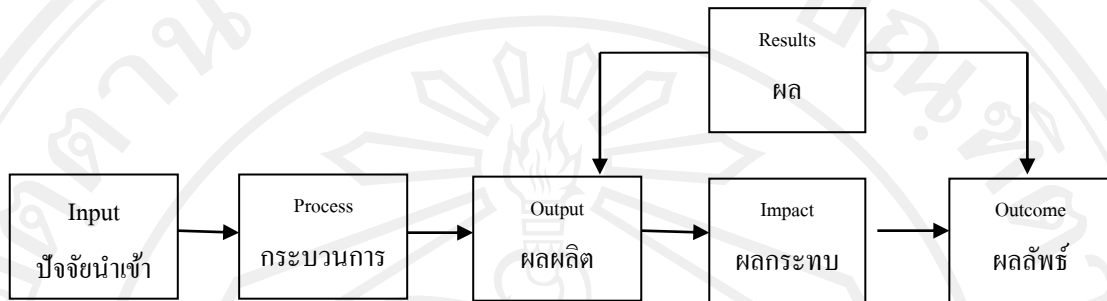 Results
ผล
Input
ปัจจัยนำเข้า
Process
กระบวนการ
Output
ผลผลิต
Impact
ผลกระทบ
Outcome
ผลลัพธ์